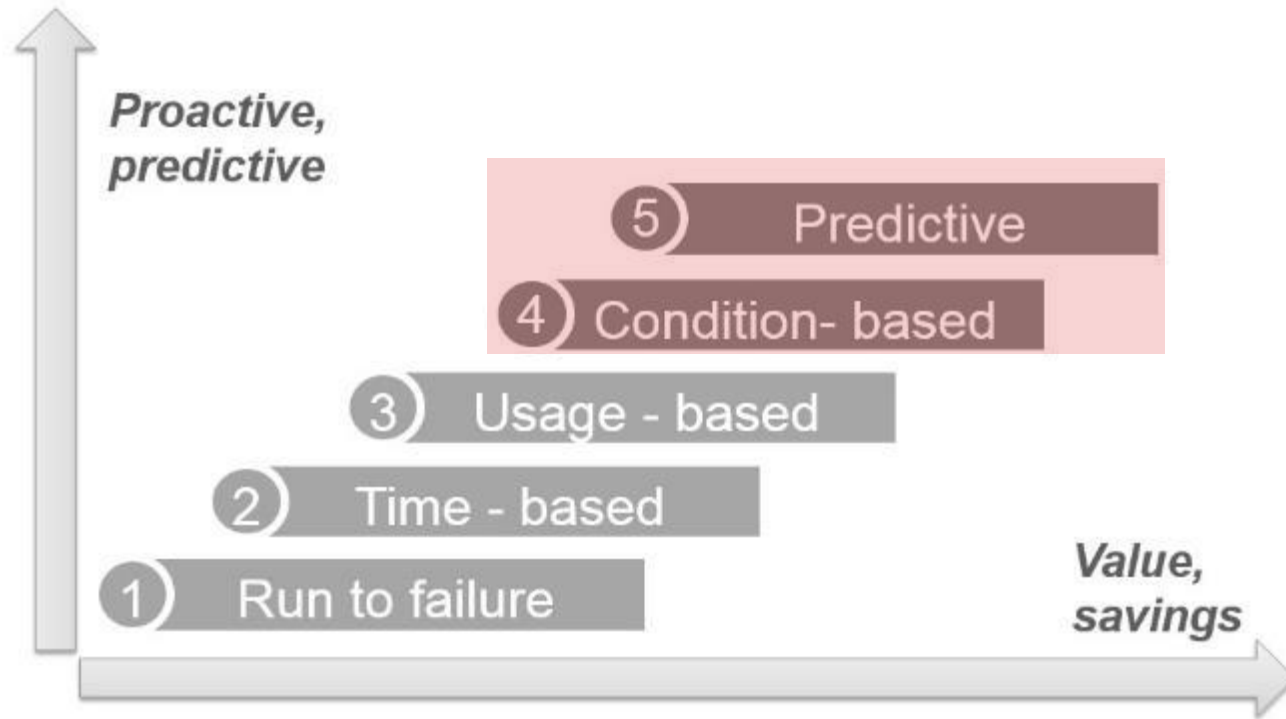 Proactive,
predictive
5 Predictive
4 Condition- based
3 Usage - based
2 Time - based
1 Run to failure
Value,
savings